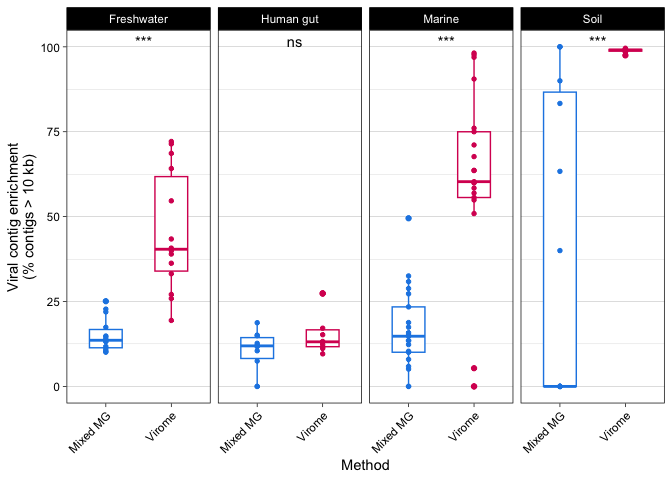 Freshwater
Human gut
Marine
Soil
***
ns
***
***
100
75
50
25
0
Viral contig enrichment
(% contigs > 10 kb)
Mixed MG
Virome
Mixed MG
Virome
Mixed MG
Virome
Mixed MG
Virome
Method